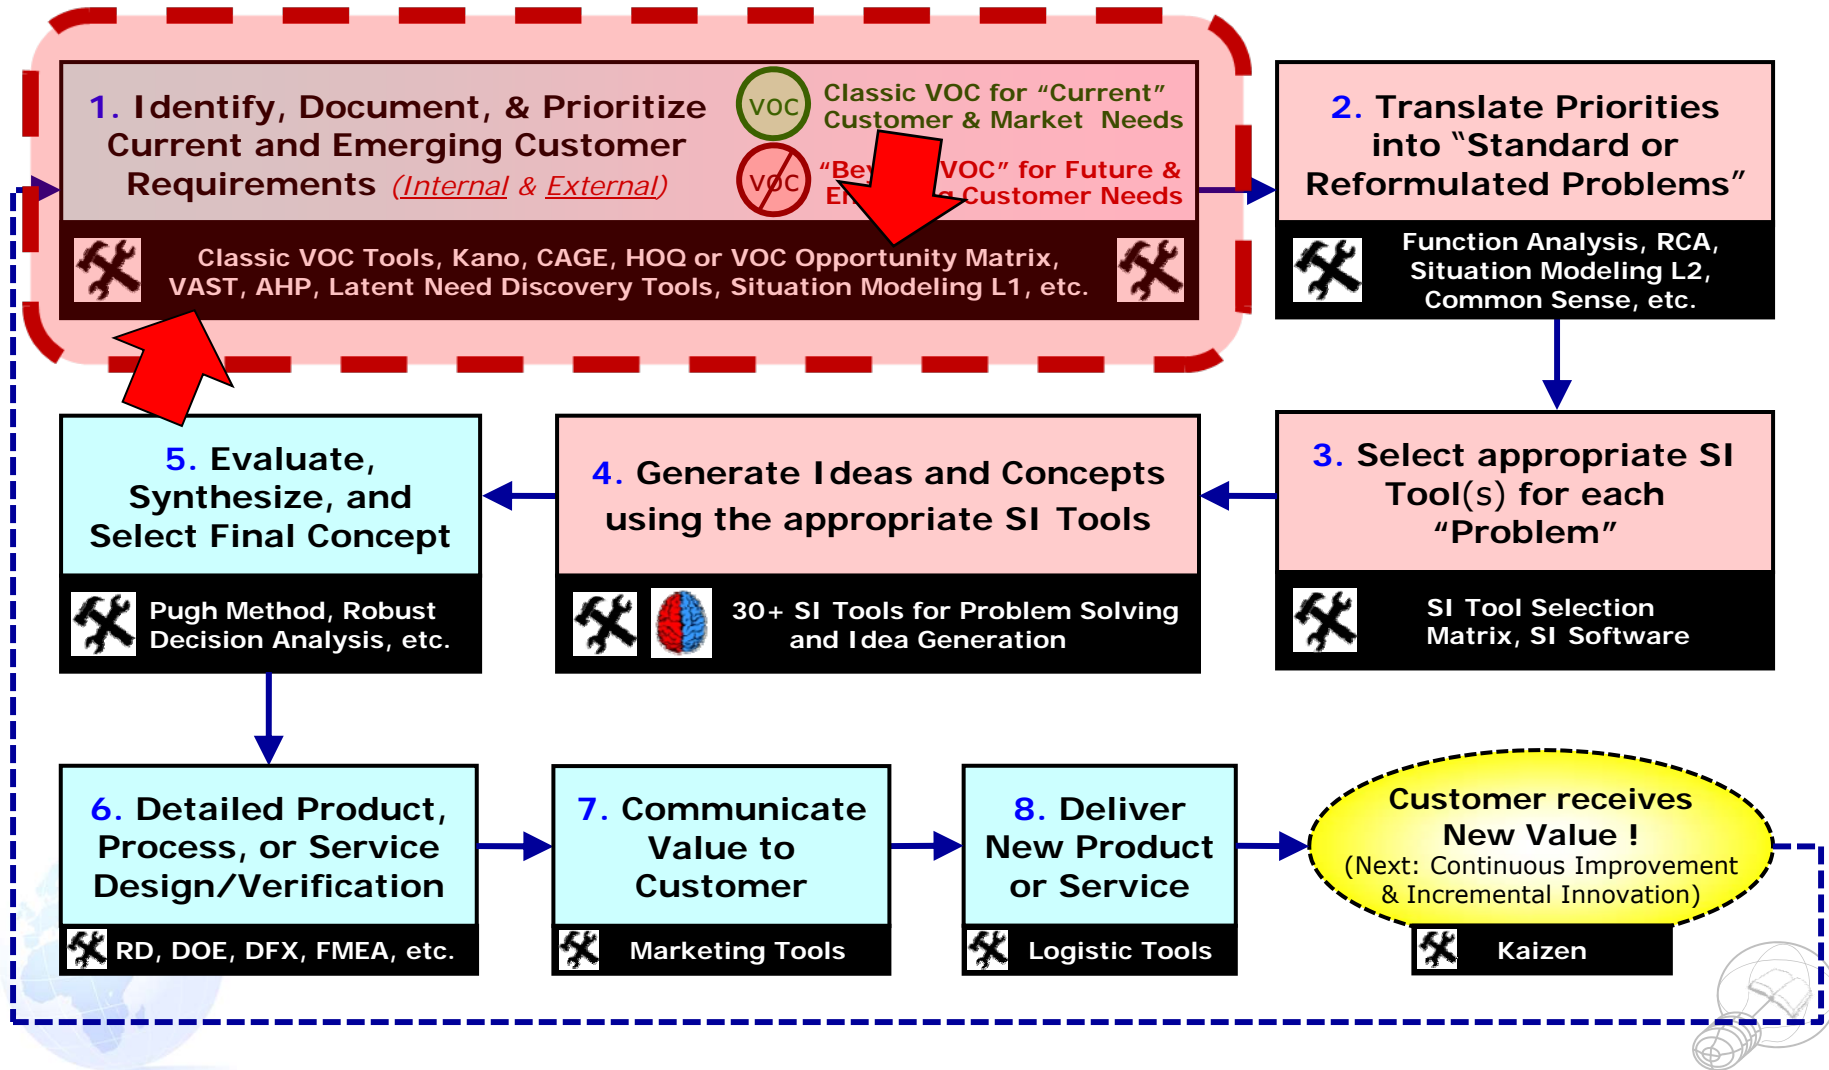 1. Identify, Document, & Prioritize
Current and Emerging Customer
Requirements (Internal & External)
VOC
Classic VOC for “Current”
Customer & Market Needs
VOC
VOC” for Future &
Customer Needs
Classic VOC Tools, Kano, CAGE, HOQ or VOC Opportunity Matrix,
VAST, AHP, Latent Need Discovery Tools, Situation Modeling L1, etc.
2. Translate Priorities
into “Standard or
Reformulated Problems”
Function Analysis, RCA,
Situation Modeling L2,
Common Sense, etc.
3. Select appropriate SI
Tool(s) for each
“Problem”
SI Tool Selection
Matrix, SI Software
4. Generate Ideas and Concepts
using the appropriate SI Tools
30+ SI Tools for Problem Solving
and Idea Generation
5. Evaluate,
Synthesize, and
Select Final Concept
Pugh Method, Robust
Decision Analysis, etc.
6. Detailed Product,
Process, or Service
Design/Verification
RD, DOE, DFX, FMEA, etc.
7. Communicate
Value to
Customer
Marketing Tools
8. Deliver
New Product
or Service
Logistic Tools
Customer receives
New Value !
(Next: Continuous Improvement
& Incremental Innovation)
Kaizen